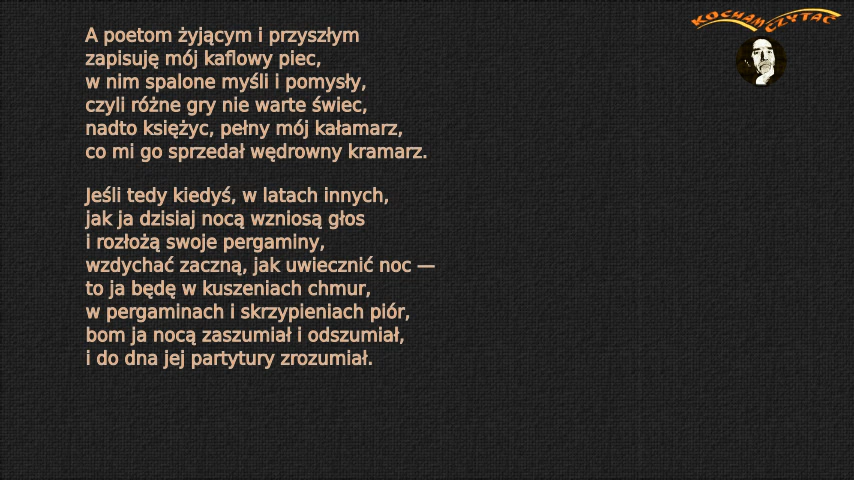 KOCHAM CZYTAĆ
A poetom żyjącym i przyszłym
zapisuję mój kaflowy piec,
w nim spalone myśli i pomysły,
czyli różne gry nie warte świec,
nadto księżyc, pełny mój kałamarz,
co mi go sprzedał wędrowny kramarz.
Jeśli tedy kiedyś, w latach innych,
jak ja dzisiaj nocą wzniosą głos
i rozłożą swoje pergaminy,
wzdychać zaczną, jak uwiecznić noc —
to ja będę w kuszeniach chmur,
w pergaminach i skrzypieniach piór,
bom ja nocą zaszumiał i odszumiał,
i do dna jej partytury zrozumiał.